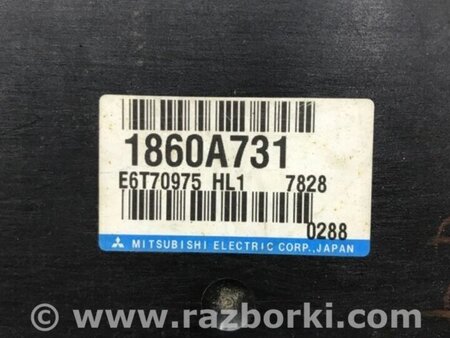 1860A731
E6T70975 HL1 7828
0288
MITSUBISHI ELECTRIC CORP., JAPAN
© www.razborki.com